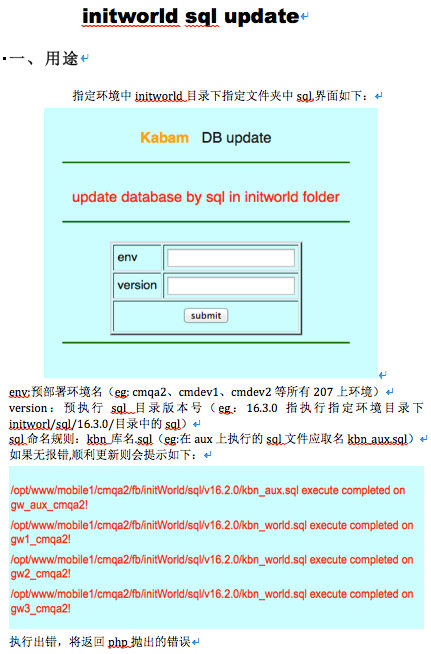 initworld sql update
一、用途
指定环境中 initworld 目录下指定文件夹中 sql,界面如下：
Kabam DB update
update database by sql in initworld folder
env
version
submit
env:预部署环境名（eg: cmqa2、cmdev1、cmdev2 等所有 207 上环境）
version：预执行 sql 目录版本号（eg：16.3.0 指执行指定环境目录下
initworl/sql/16.3.0/目录中的 sql）
sql 命名规则：kbn_库名.sql（eg:在 aux 上执行的 sql 文件应取名 kbn_aux.sql）
如果无报错,顺利更新则会提示如下：
/opt/www/mobile1/cmqa2/fb/initWorld/sql/v16.2.0/kbn_aux.sql execute completed on
gw_aux_cmqa2!
/opt/www/mobile1/cmqa2/fb/initWorld/sql/v16.2.0/kbn_world.sql execute completed on
gw1_cmqa2!
/opt/www/mobile1/cmqa2/fb/initWorld/sql/v16.2.0/kbn_world.sql execute completed on
gw2_cmqa2!
/opt/www/mobile1/cmqa2/fb/initWorld/sql/v16.2.0/kbn_world.sql execute completed on
gw3_cmqa2!
执行出错，将返回 php 抛出的错误